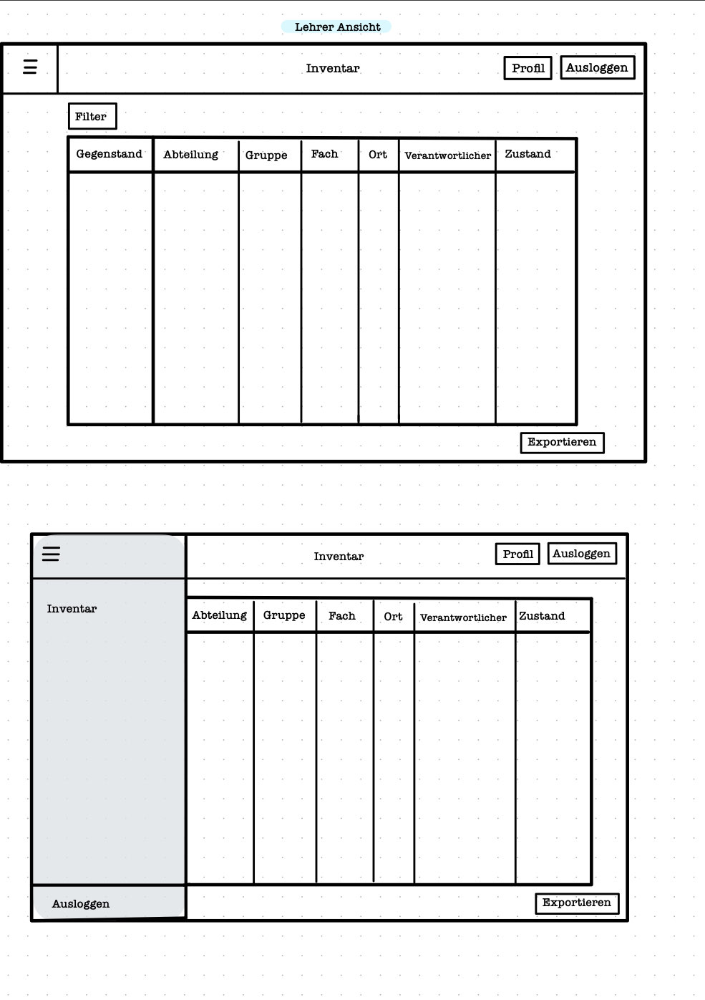 Lehrer Ansicht
Inventar Profil Ausloggen
Filter
Gegenstand Abteilung Gruppe Fach Ort Verantwortlicher Zustand
Exportieren
Inventar Profil Ausloggen
Inventar
Abteilung Gruppe Fach Ort Verantwortlicher Zustand
Ausloggen
Exportieren